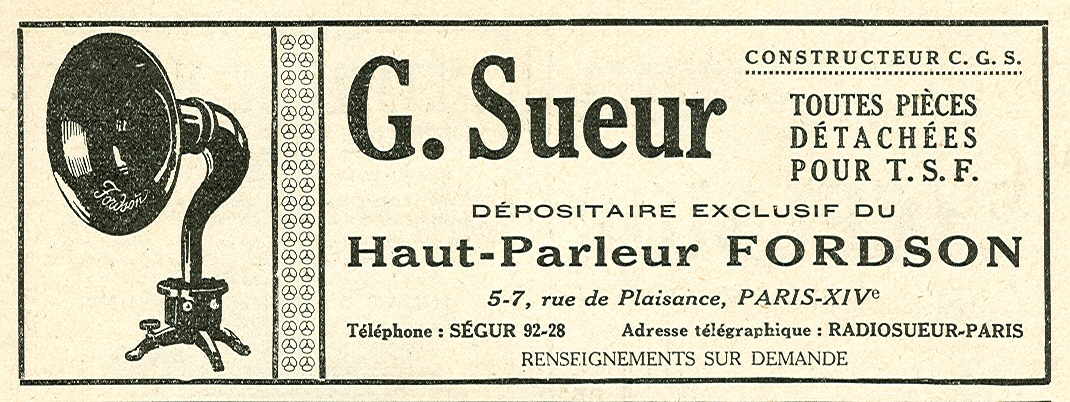 Fordson
G. Sueur
CONSTRUCTEUR C. G. S.
TOUTES PIÈCES
DÉTACHÉES
POUR T. S. F.
DÉPOSITAIRE EXCLUSIF DU
Haut-Parleur FORDSON
5-7, rue de Plaisance, PARIS-XIVe
Téléphone : SÉGUR 92-28 Adresse télégraphique : RADIOSUEUR-PARIS
RENSEIGNEMENTS SUR DEMANDE